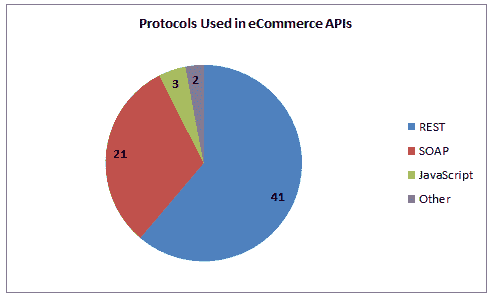 Protocols Used in eCommerce APIs
3
2
21
41
REST
SOAP
JavaScript
Other